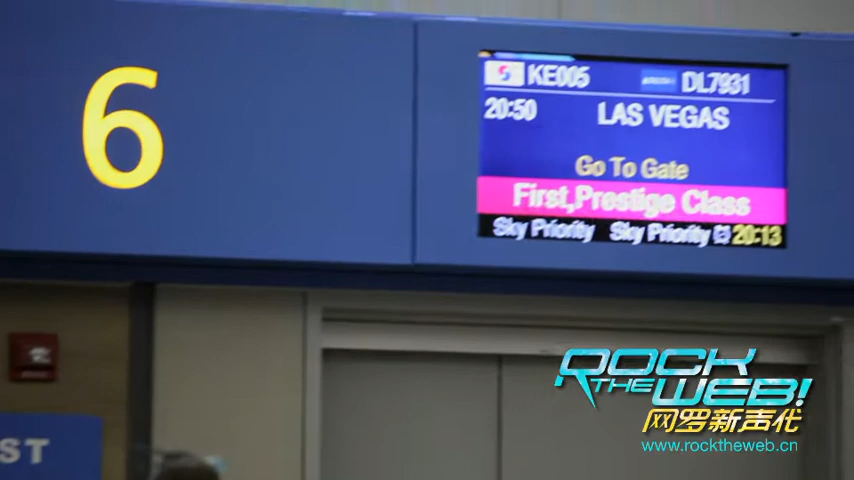 6
KE005 DL7931
20:50 LAS VEGAS
Go To Gate
First,Prestige Class
Sky Priority Sky Priority 20:13
ROCK
THE WEB!
网罗新声代
www.rocktheweb.cn
ST